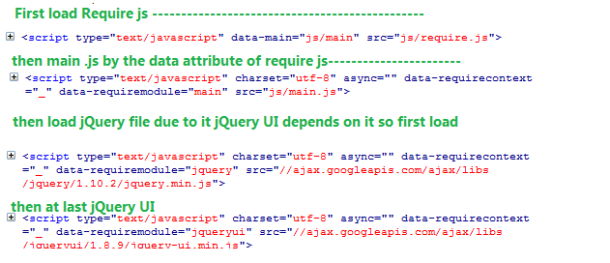 First load Require js --------------------------------------------
<script type="text/javascript" data-main="js/main" src="js/require.js">
then main .js by the data attribute of require js----------------------
<script type="text/javascript" charset="utf-8" async="" data-requirecontext
="_" data-requiremodule="main" src="js/main.js">
then load jQuery file due to it jQuery UI depends on it so first load
<script type="text/javascript" charset="utf-8" async="" data-requirecontext
="_" data-requiremodule="jquery" src="//ajax.googleapis.com/ajax/libs
/jquery/1.10.2/jquery.min.js">
then at last jQuery UI
<script type="text/javascript" charset="utf-8" async="" data-requirecontext
="_" data-requiremodule="jqueryui" src="//ajax.googleapis.com/ajax/libs
/jqueryui/1.8.9/jquery-ui.min.js">